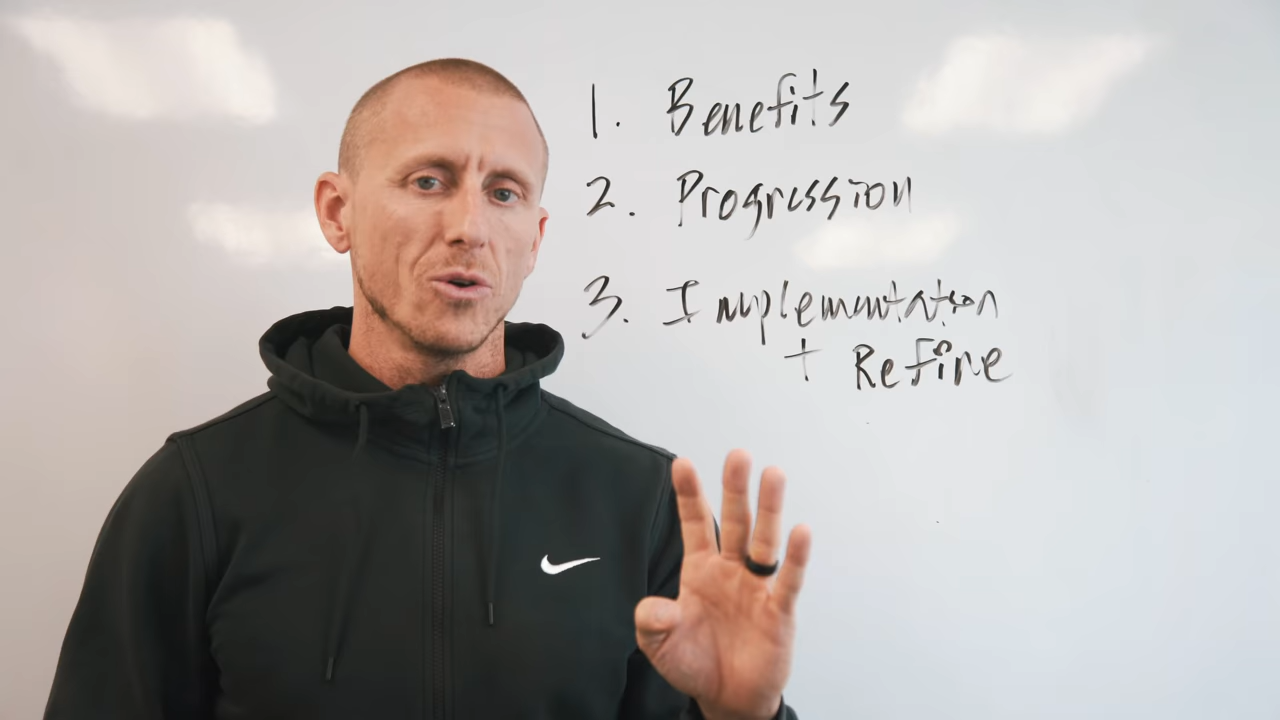 1. Benefits
2. Progression
3. Implementation
+ Refine